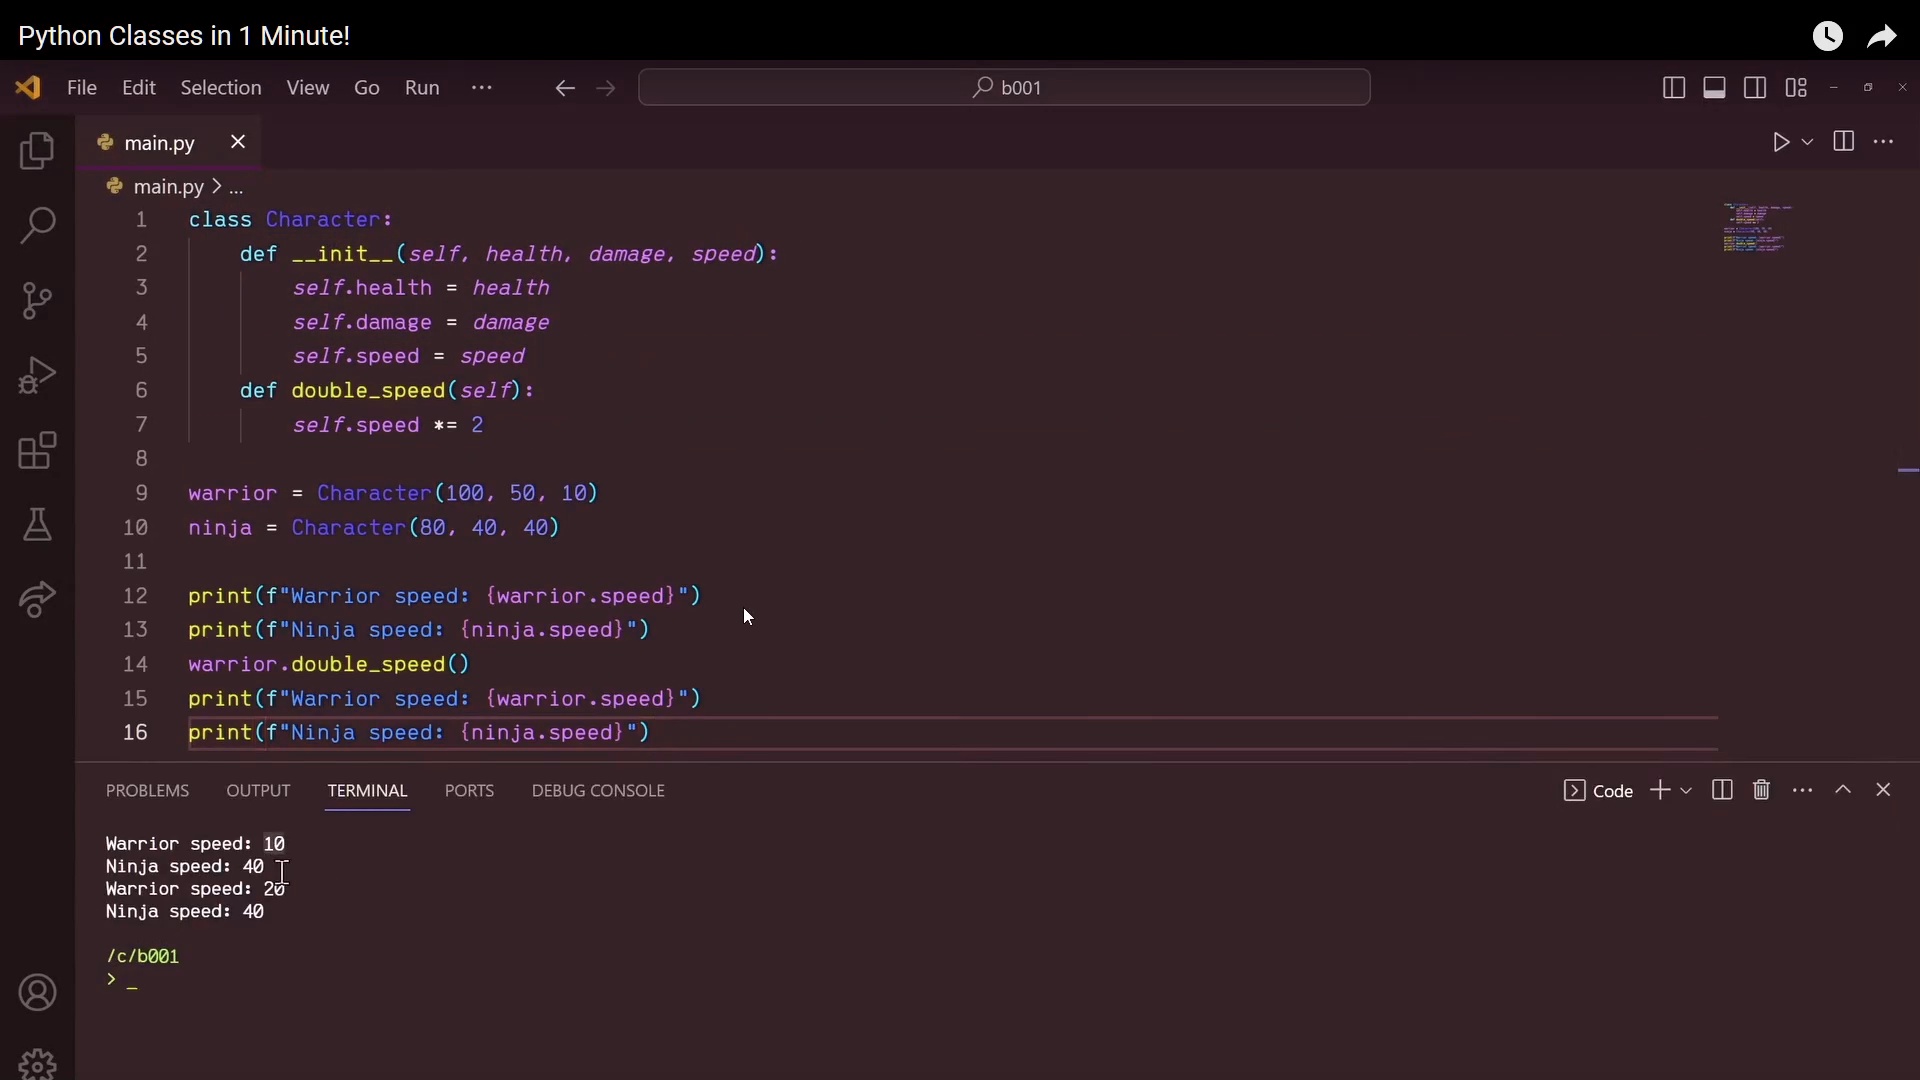 Python Classes in 1 Minute!
File Edit Selection View Go Run ··· b001
main.py
main.py > ...
1 class Character:
2     def __init__(self, health, damage, speed):
3         self.health = health
4         self.damage = damage
5         self.speed = speed
6     def double_speed(self):
7         self.speed *= 2
8
9 warrior = Character(100, 50, 10)
10 ninja = Character(80, 40, 40)
11
12 print(f"Warrior speed: {warrior.speed}")
13 print(f"Ninja speed: {ninja.speed}")
14 warrior.double_speed()
15 print(f"Warrior speed: {warrior.speed}")
16 print(f"Ninja speed: {ninja.speed}")
PROBLEMS OUTPUT TERMINAL PORTS DEBUG CONSOLE Code
Warrior speed: 10
Ninja speed: 40
Warrior speed: 20
Ninja speed: 40
/c/b001
> _